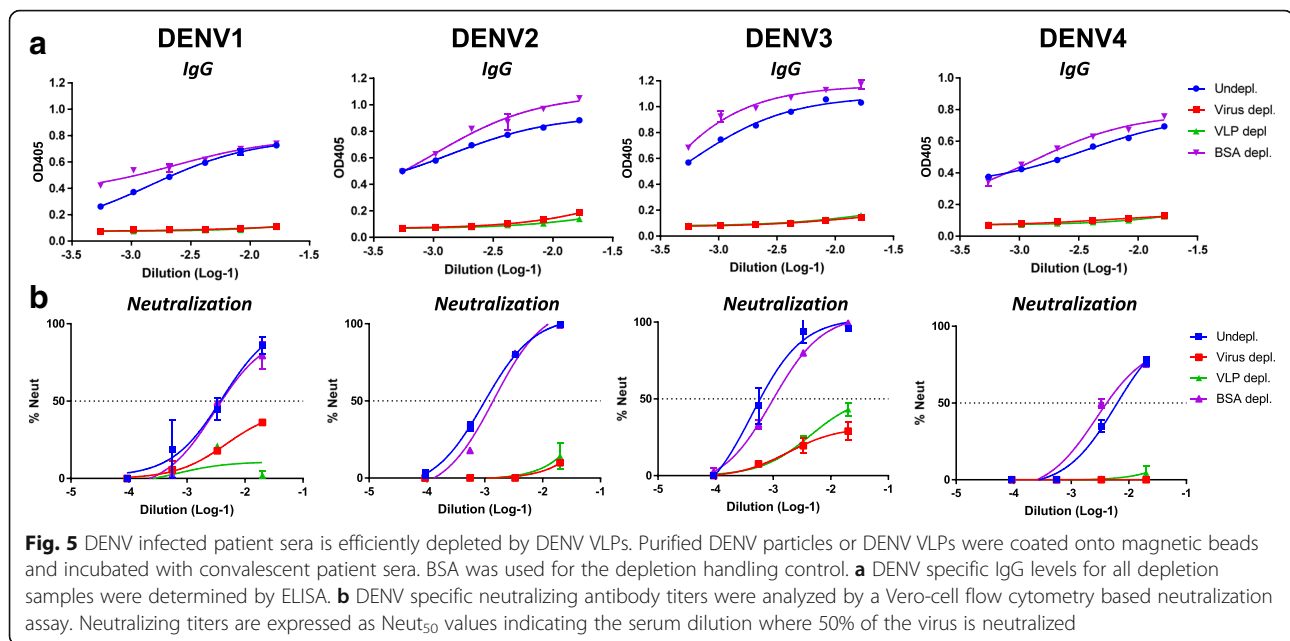 a
DENV1
DENV2
DENV3
DENV4
IgG
IgG
IgG
IgG
OD405
1.2
1.0
0.8
0.6
0.4
0.2
0.0
-3.5
-3.0
-2.5
-2.0
-1.5
Dilution (Log-1)
OD405
1.2
1.0
0.8
0.6
0.4
0.2
0.0
-3.5
-3.0
-2.5
-2.0
-1.5
Dilution (Log-1)
OD405
1.2
1.0
0.8
0.6
0.4
0.2
0.0
-3.5
-3.0
-2.5
-2.0
-1.5
Dilution (Log-1)
OD405
1.0
0.8
0.6
0.4
0.2
0.0
-3.5
-3.0
-2.5
-2.0
-1.5
Dilution (Log-1)
Undepl.
Virus depl.
VLP depl
BSA depl.
b
Neutralization
Neutralization
Neutralization
Neutralization
% Neut
100
50
0
-5
-4
-3
-2
-1
Dilution (Log-1)
% Neut
100
50
0
-5
-4
-3
-2
-1
Dilution (Log-1)
% Neut
100
50
0
-5
-4
-3
-2
-1
Dilution (Log-1)
% Neut
100
50
0
-5
-4
-3
-2
-1
Dilution (Log-1)
Undepl.
Virus depl.
VLP depl.
BSA depl.
Fig. 5 DENV infected patient sera is efficiently depleted by DENV VLPs. Purified DENV particles or DENV VLPs were coated onto magnetic beads
and incubated with convalescent patient sera. BSA was used for the depletion handling control. a DENV specific IgG levels for all depletion
samples were determined by ELISA. b DENV specific neutralizing antibody titers were analyzed by a Vero-cell flow cytometry based neutralization
assay. Neutralizing titers are expressed as Neut50 values indicating the serum dilution where 50% of the virus is neutralized